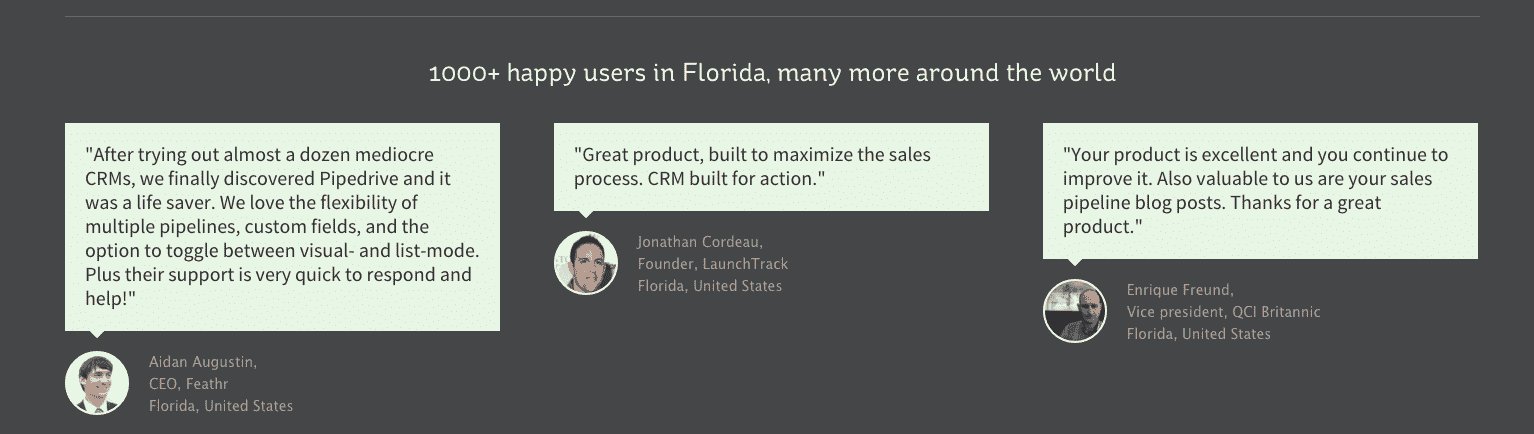 1000+ happy users in Florida, many more around the world
"After trying out almost a dozen mediocre
CRMs, we finally discovered Pipedrive and it
was a life saver. We love the flexibility of
multiple pipelines, custom fields, and the
option to toggle between visual- and list-mode.
Plus their support is very quick to respond and
help!"
Aidan Augustin,
CEO, Feathr
Florida, United States
"Great product, built to maximize the sales
process. CRM built for action."
Jonathan Cordeau,
Founder, LaunchTrack
Florida, United States
"Your product is excellent and you continue to
improve it. Also valuable to us are your sales
pipeline blog posts. Thanks for a great
product."
Enrique Freund,
Vice president, QCI Britannic
Florida, United States